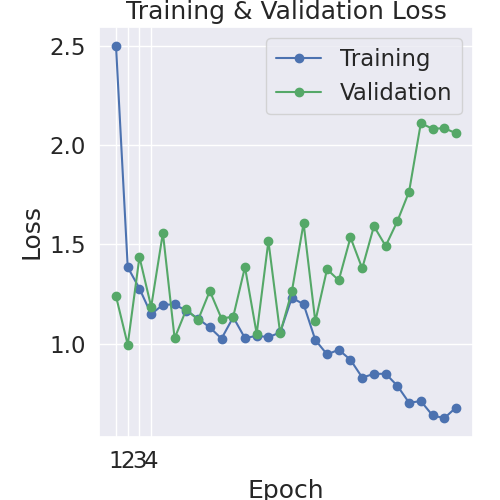 Training & Validation Loss
2.5
2.0
1.5
1.0
Loss
Training
Validation
1234
Epoch